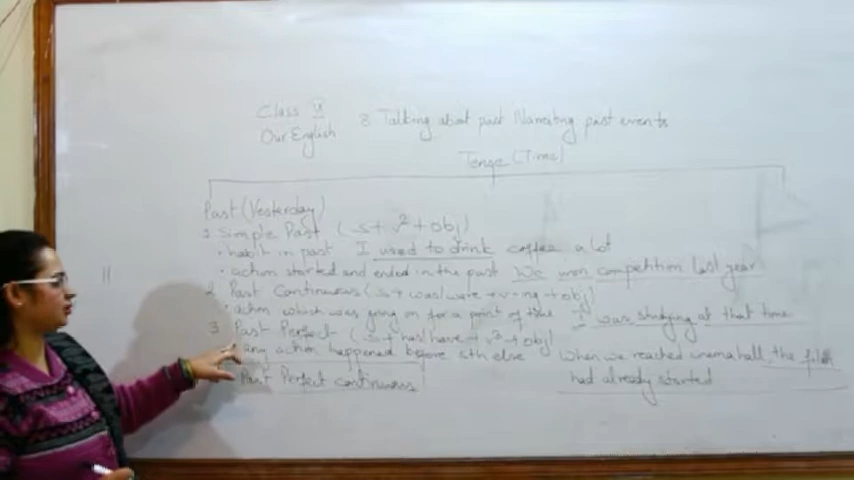 Class
Our English
8 Talking about past Narrating past events
Tense (Time)
Past (Yesterday)
1 Simple Past (S + v² + obj)
• habit in past I used to drink coffee a lot
• action started and ended in the past We won competition last year
2 Past Continuous (S + was/were + v-ing + obj)
• action which was going on for a point of time I was studying at that time
3 Past Perfect (S + has/have + v³ + obj)
any action happened before sth else When we reached cinema hall, the film
had already started
Past Perfect continuous